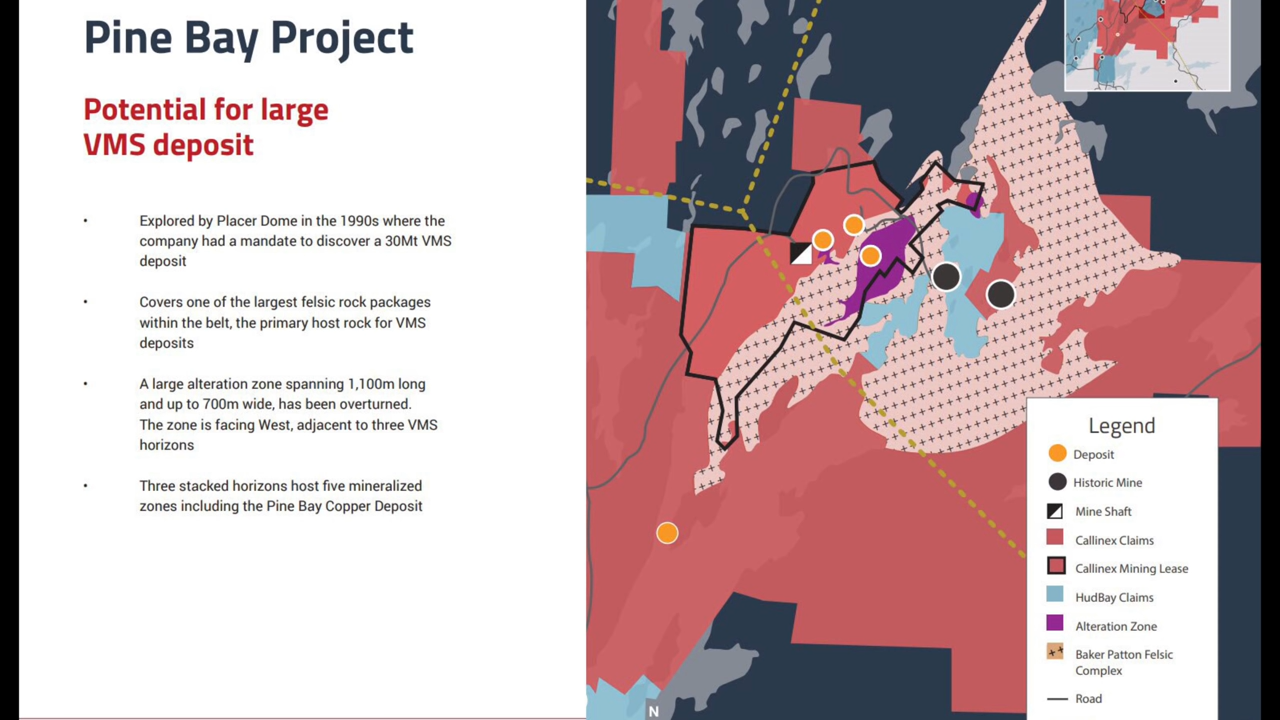 Pine Bay Project
Potential for large
VMS deposit
• Explored by Placer Dome in the 1990s where the
company had a mandate to discover a 30Mt VMS
deposit
• Covers one of the largest felsic rock packages
within the belt, the primary host rock for VMS
deposits
• A large alteration zone spanning 1,100m long
and up to 700m wide, has been overturned.
The zone is facing West, adjacent to three VMS
horizons
• Three stacked horizons host five mineralized
zones including the Pine Bay Copper Deposit
Legend
Deposit
Historic Mine
Mine Shaft
Callinex Claims
Callinex Mining Lease
HudBay Claims
Alteration Zone
Baker Patton Felsic
Complex
Road
N